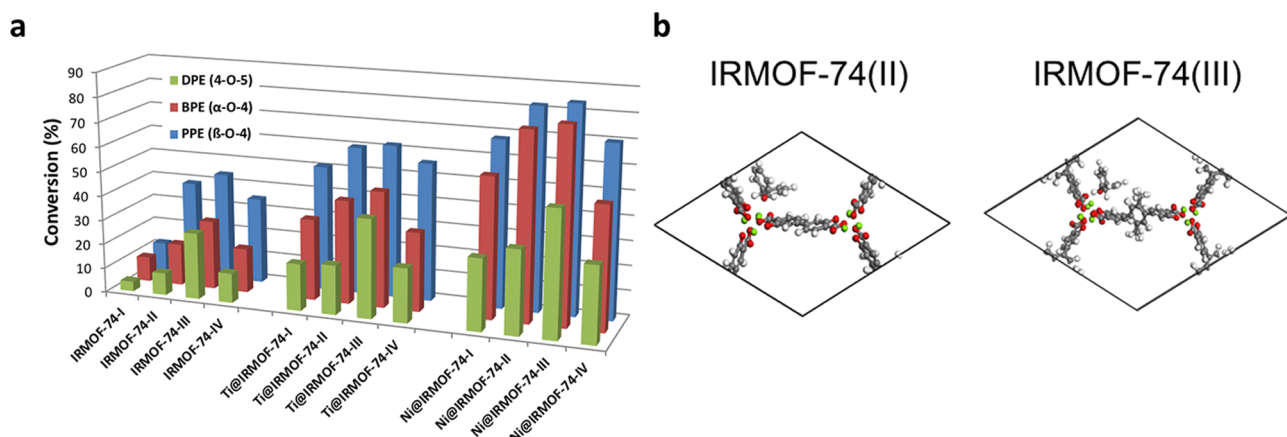 a
b
90
80
70
60
50
40
30
20
10
0
Conversion (%)
DPE (4-O-5)
BPE (α-O-4)
PPE (ß-O-4)
IRMOF-74-I
IRMOF-74-II
IRMOF-74-III
IRMOF-74-IV
Ti@IRMOF-74-I
Ti@IRMOF-74-II
Ti@IRMOF-74-III
Ti@IRMOF-74-IV
Ni@IRMOF-74-I
Ni@IRMOF-74-II
Ni@IRMOF-74-III
Ni@IRMOF-74-IV
IRMOF-74(II)
IRMOF-74(III)